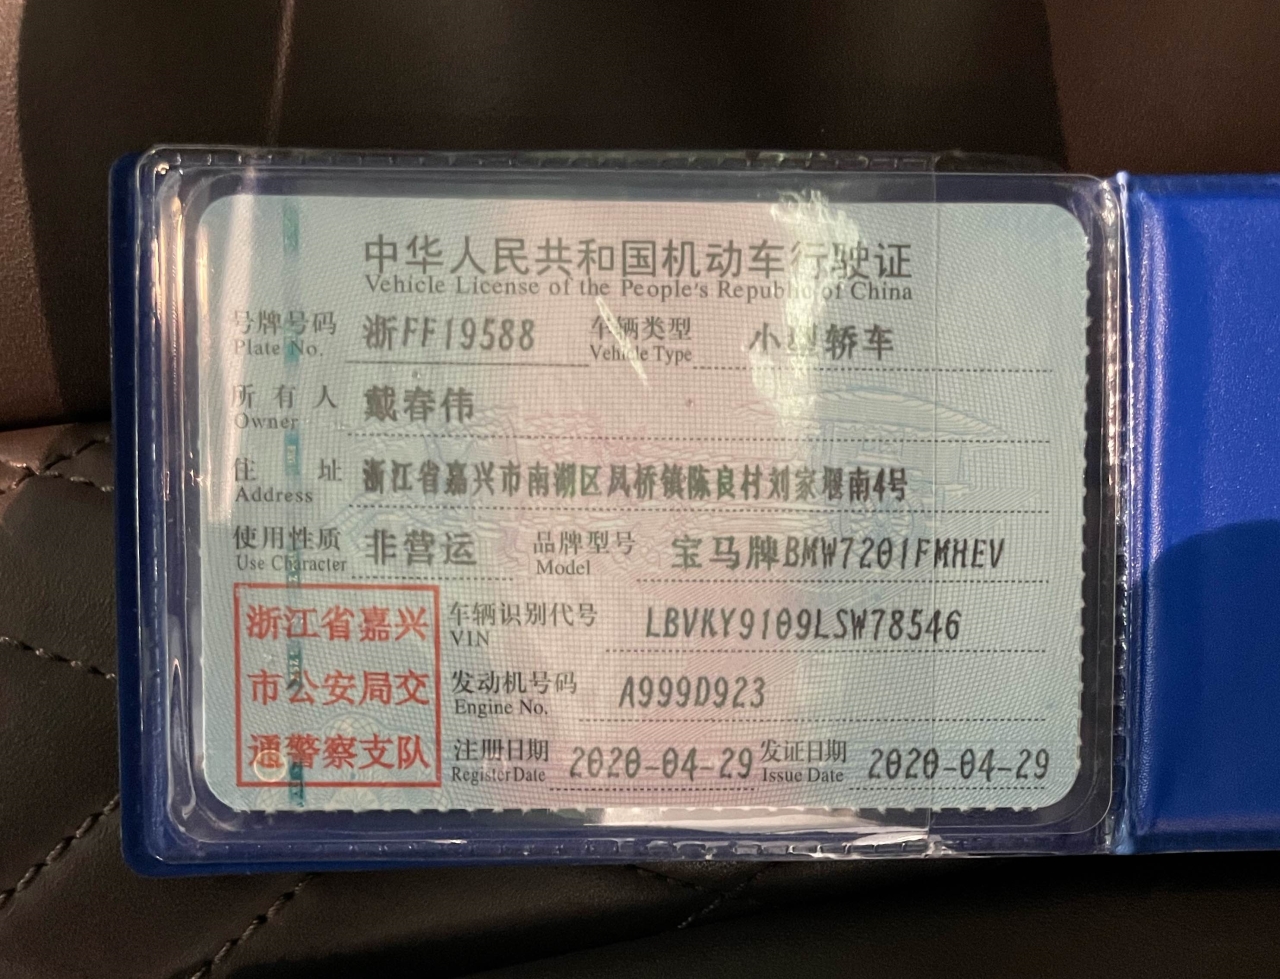 中华人民共和国机动车行驶证
Vehicle License of the People's Republic of China
号牌号码 浙FF19588 车辆类型 小型轿车
Plate No. Vehicle Type
所有人 戴春伟
Owner
住址 浙江省嘉兴市南湖区凤桥镇陈良村刘家堰南4号
Address
使用性质 非营运 品牌型号 宝马牌BMW7201FMHEV
Use Character Model
浙江省嘉兴
市公安局交
通警察支队
车辆识别代号 LBVKY9109LSW78546
VIN
发动机号码 A999D923
Engine No.
注册日期 2020-04-29 发证日期 2020-04-29
Register Date Issue Date